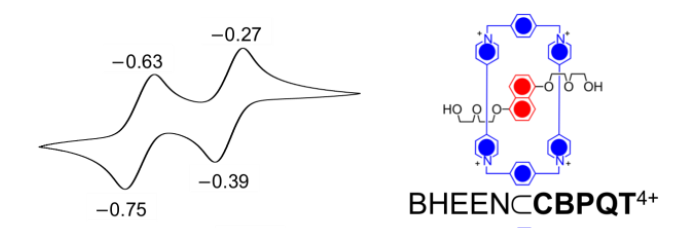 −0.27
−0.63
−0.39
−0.75
N+ N+
O O OH
HO O O
N+ N+
BHEEN⊂CBPQT4+